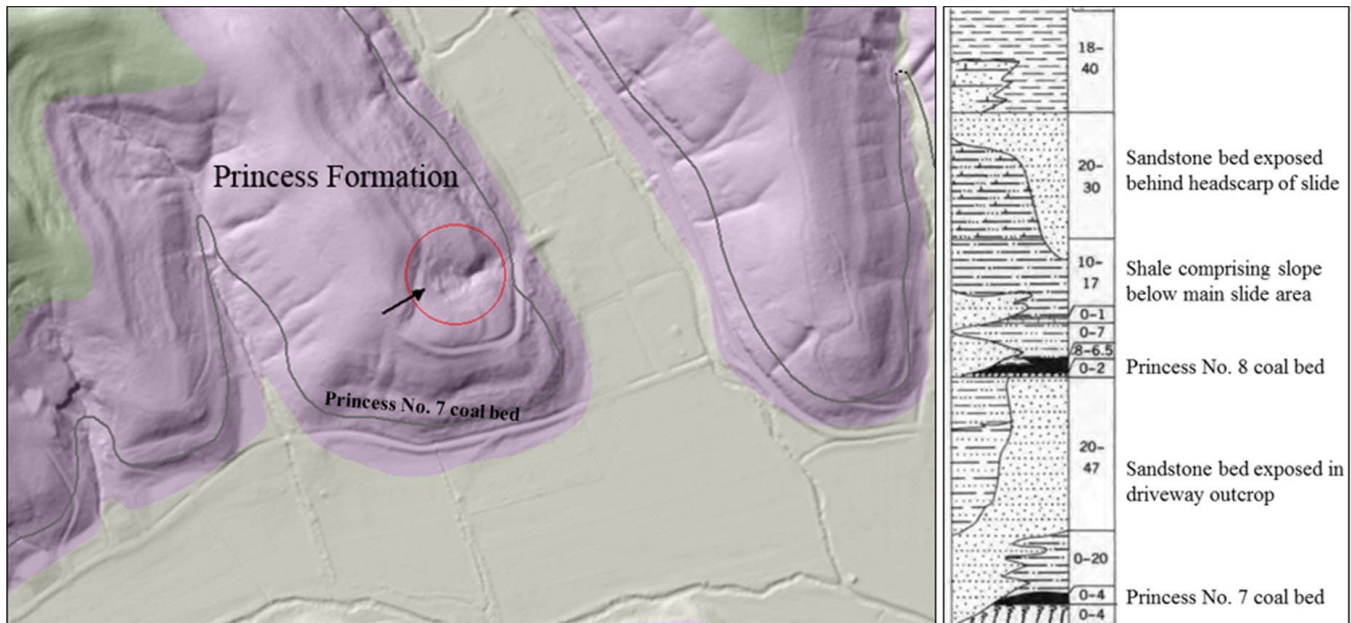 Princess Formation
Princess No. 7 coal bed
18–
40
20–
30
Sandstone bed exposed
behind headscarp of slide
10–
17
Shale comprising slope
below main slide area
0–1
0–7
8–6.5
0–2
Princess No. 8 coal bed
20–
47
Sandstone bed exposed in
driveway outcrop
0–20
0–4
Princess No. 7 coal bed
0–4